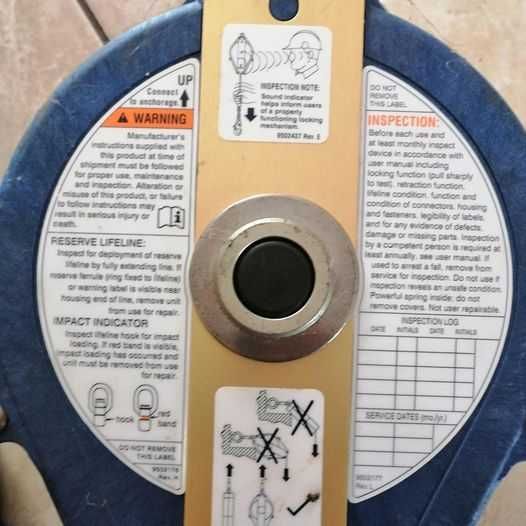 UP
Connect
to anchorage.
WARNING
Manufacturer's
instructions supplied with
this product at time of
shipment must be followed
for proper use, maintenance
and inspection. Alteration or
misuse of this product, or failure
to follow instructions may
result in serious injury or
death.
RESERVE LIFELINE:
Inspect for deployment of reserve
lifeline by fully extending line. If
reserve ferrule (ring fixed to lifeline)
or warning label is visible near
housing end of line, remove unit
from use for repair.
IMPACT INDICATOR
Inspect lifeline hook for impact
loading. If red band is visible,
impact loading has occurred and
unit must be removed from use
for repair.
hook
red
band
DO NOT REMOVE
THIS LABEL
9502176
Rev. H
INSPECTION NOTE:
Sound indicator
helps inform users
of a properly
functioning locking
mechanism.
9502437 Rev. E
DO NOT
REMOVE
THIS LABEL
INSPECTION:
Before each use and
at least monthly inspect
device in accordance with
user manual including
locking function (pull sharply
to test), retraction function,
lifeline condition, function and
condition of connectors, housing
and fasteners, legibility of labels,
and for any evidence of defects,
damage or missing parts. Inspection
by a competent person is required at
least annually, see user manual. If
used to arrest a fall, remove from
service for inspection. Do not use if
inspection reveals an unsafe condition.
Powerful spring inside; do not
remove covers. Not user repairable.
INSPECTION LOG
DATE INITIALS DATE INITIALS
SERVICE DATES (mo./yr.)
9502177
Rev. L